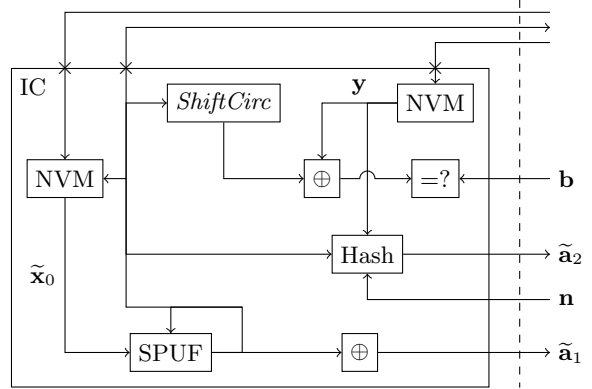 IC
ShiftCirc
y
NVM
NVM
⊕
=?
b
Hash
ã₂
x̃₀
n
SPUF
⊕
ã₁